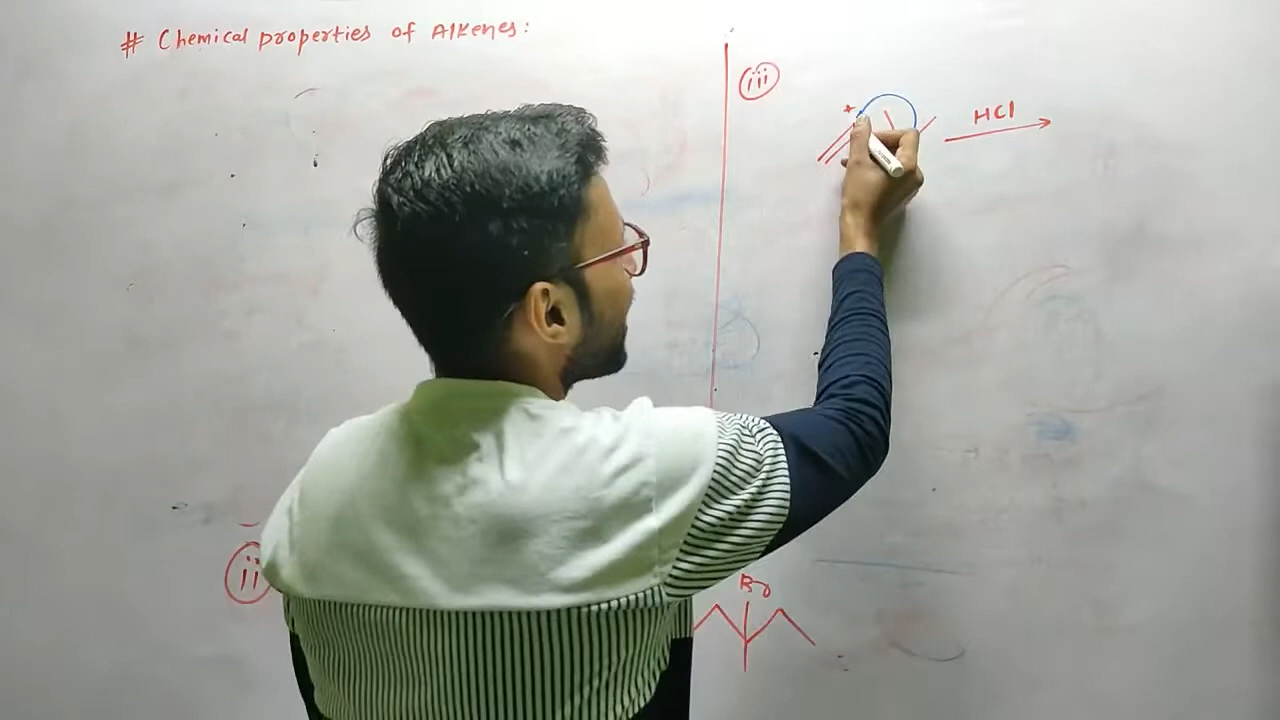 # Chemical properties of Alkenes:
iii
+
HCl
ii
Br